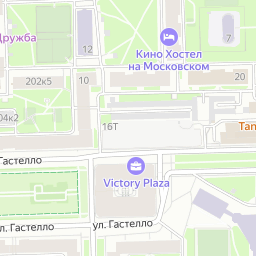 Дружба
12
7
Кино Хостел
на Московском
202к5
10
20
04к2
16Т
Tan
Гастелло
Victory Plaza
ул. Гастелло
ул. Гастелло